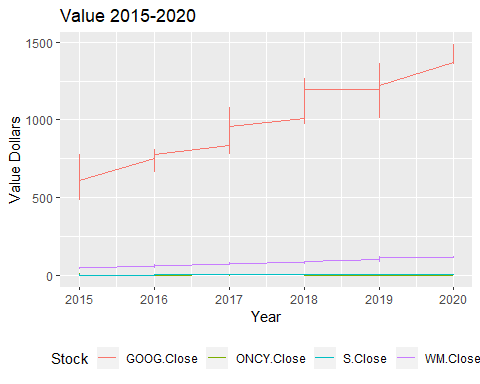 Value 2015-2020
Value Dollars
1500
1000
500
0
2015 2016 2017 2018 2019 2020
Year
Stock GOOG.Close ONCY.Close S.Close WM.Close